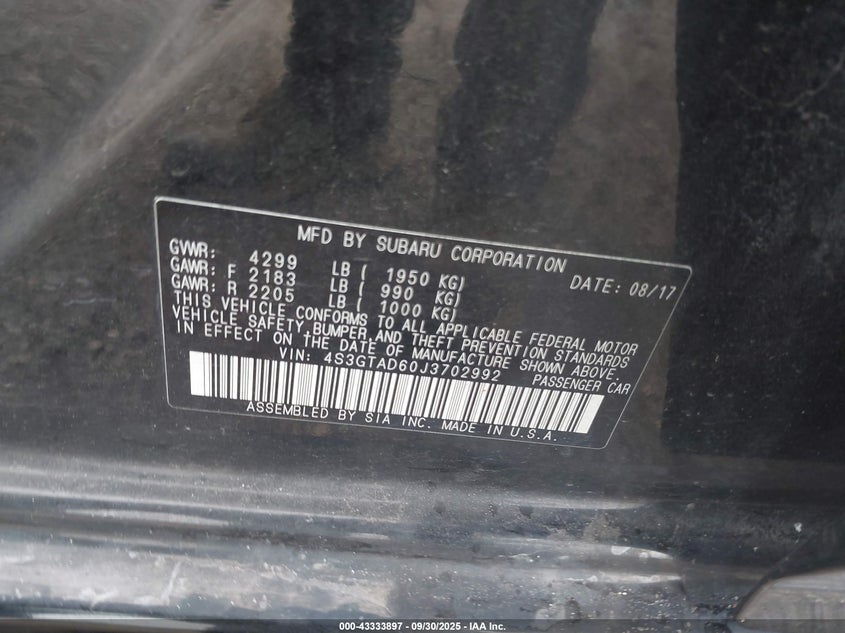 MFD BY SUBARU CORPORATION
GVWR: 4299 LB ( 1950 KG) DATE: 08/17
GAWR: F 2183 LB ( 990 KG)
GAWR: R 2205 LB ( 1000 KG)
THIS VEHICLE CONFORMS TO ALL APPLICABLE FEDERAL MOTOR
VEHICLE SAFETY, BUMPER, AND THEFT PREVENTION STANDARDS
IN EFFECT ON THE DATE OF MANUFACTURE SHOWN ABOVE.
VIN: 4S3GTAD60J3702992 PASSENGER CAR
ASSEMBLED BY SIA INC. MADE IN U.S.A.
000-43333897 - 09/30/2025 - IAA Inc.